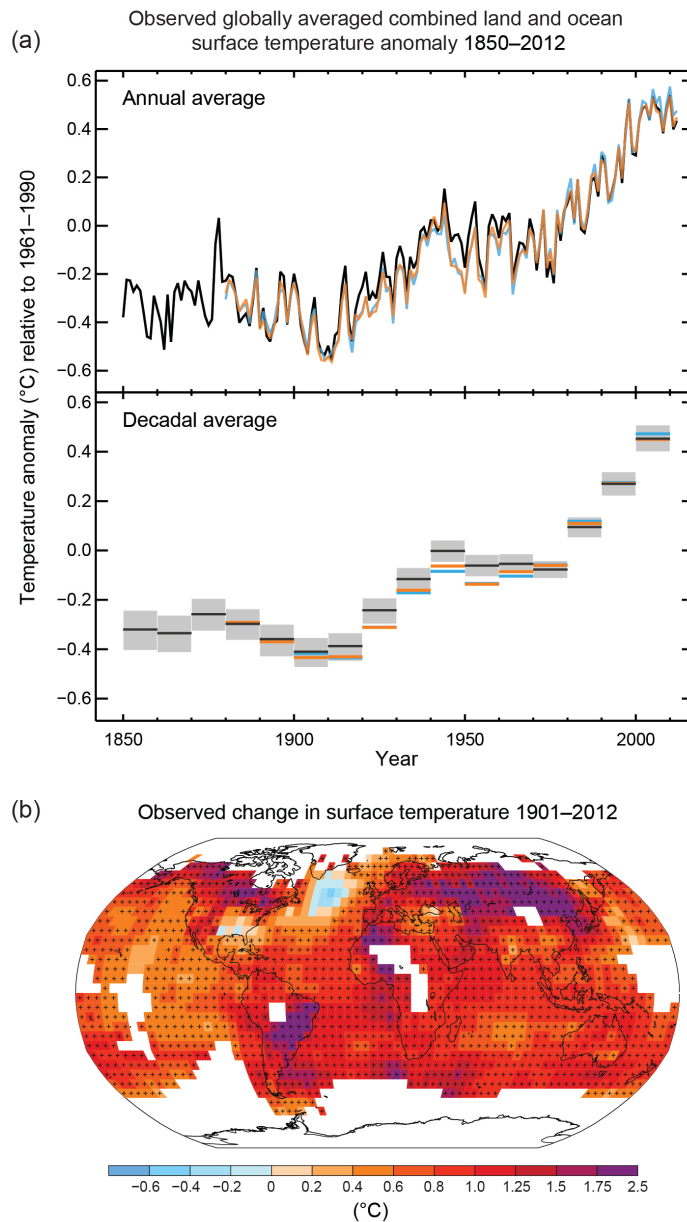 Observed globally averaged combined land and ocean
(a) surface temperature anomaly 1850–2012
0.6
Annual average
0.4
0.2
0.0
−0.2
−0.4
−0.6
Temperature anomaly (°C) relative to 1961–1990
0.6
Decadal average
0.4
0.2
0.0
−0.2
−0.4
−0.6
1850 1900 1950 2000
Year
(b) Observed change in surface temperature 1901–2012
−0.6 −0.4 −0.2 0 0.2 0.4 0.6 0.8 1.0 1.25 1.5 1.75 2.5
(°C)